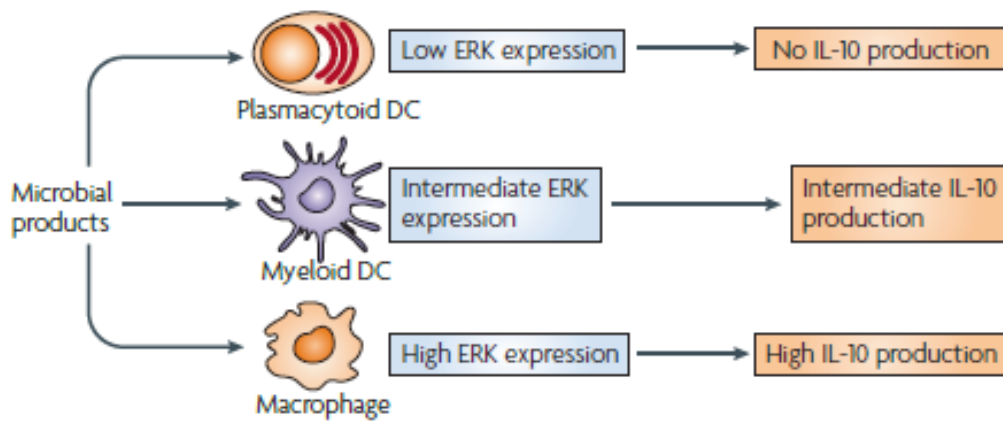 Low ERK expression
No IL-10 production
Plasmacytoid DC
Microbial
products
Intermediate ERK
expression
Intermediate IL-10
production
Myeloid DC
High ERK expression
High IL-10 production
Macrophage